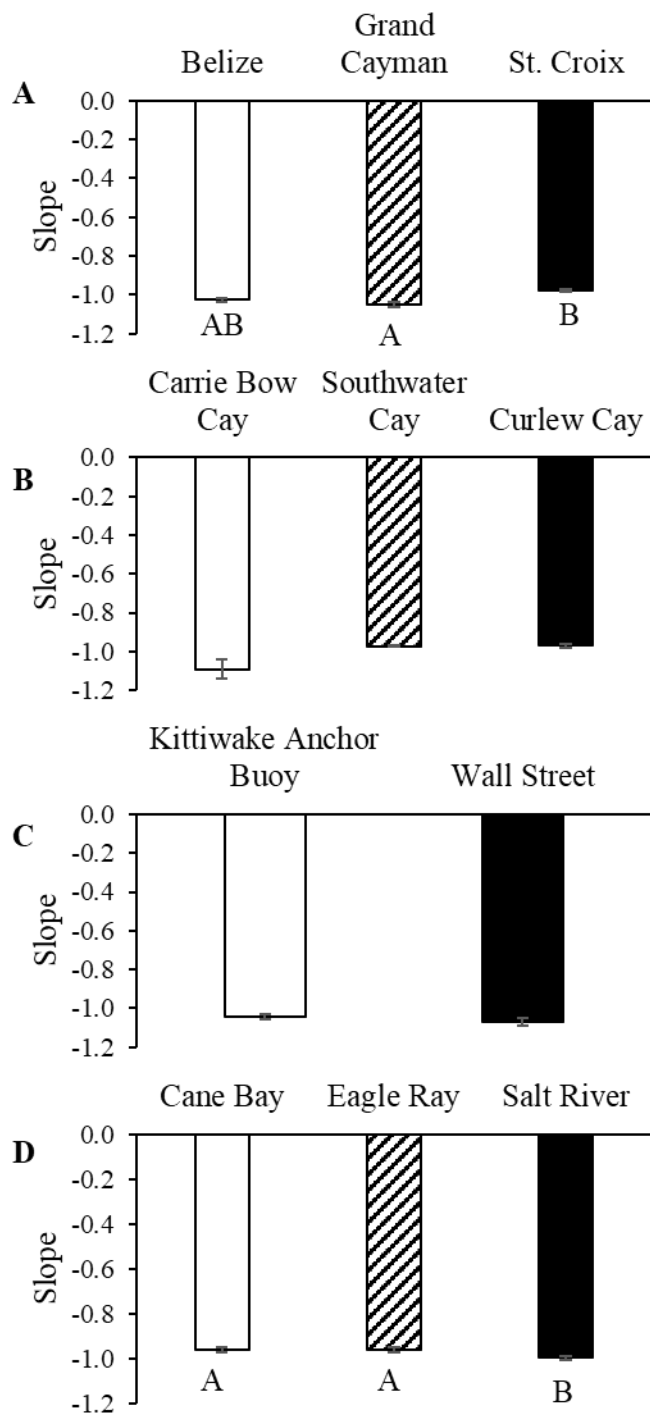 Grand
Belize Cayman St. Croix
A
0.0
-0.2
-0.4
-0.6
-0.8
-1.0
-1.2
Slope
AB A B
Carrie Bow Southwater
Cay Cay Curlew Cay
B
0.0
-0.2
-0.4
-0.6
-0.8
-1.0
-1.2
Slope
Kittiwake Anchor
Buoy Wall Street
C
0.0
-0.2
-0.4
-0.6
-0.8
-1.0
-1.2
Slope
Cane Bay Eagle Ray Salt River
D
0.0
-0.2
-0.4
-0.6
-0.8
-1.0
-1.2
Slope
A A B